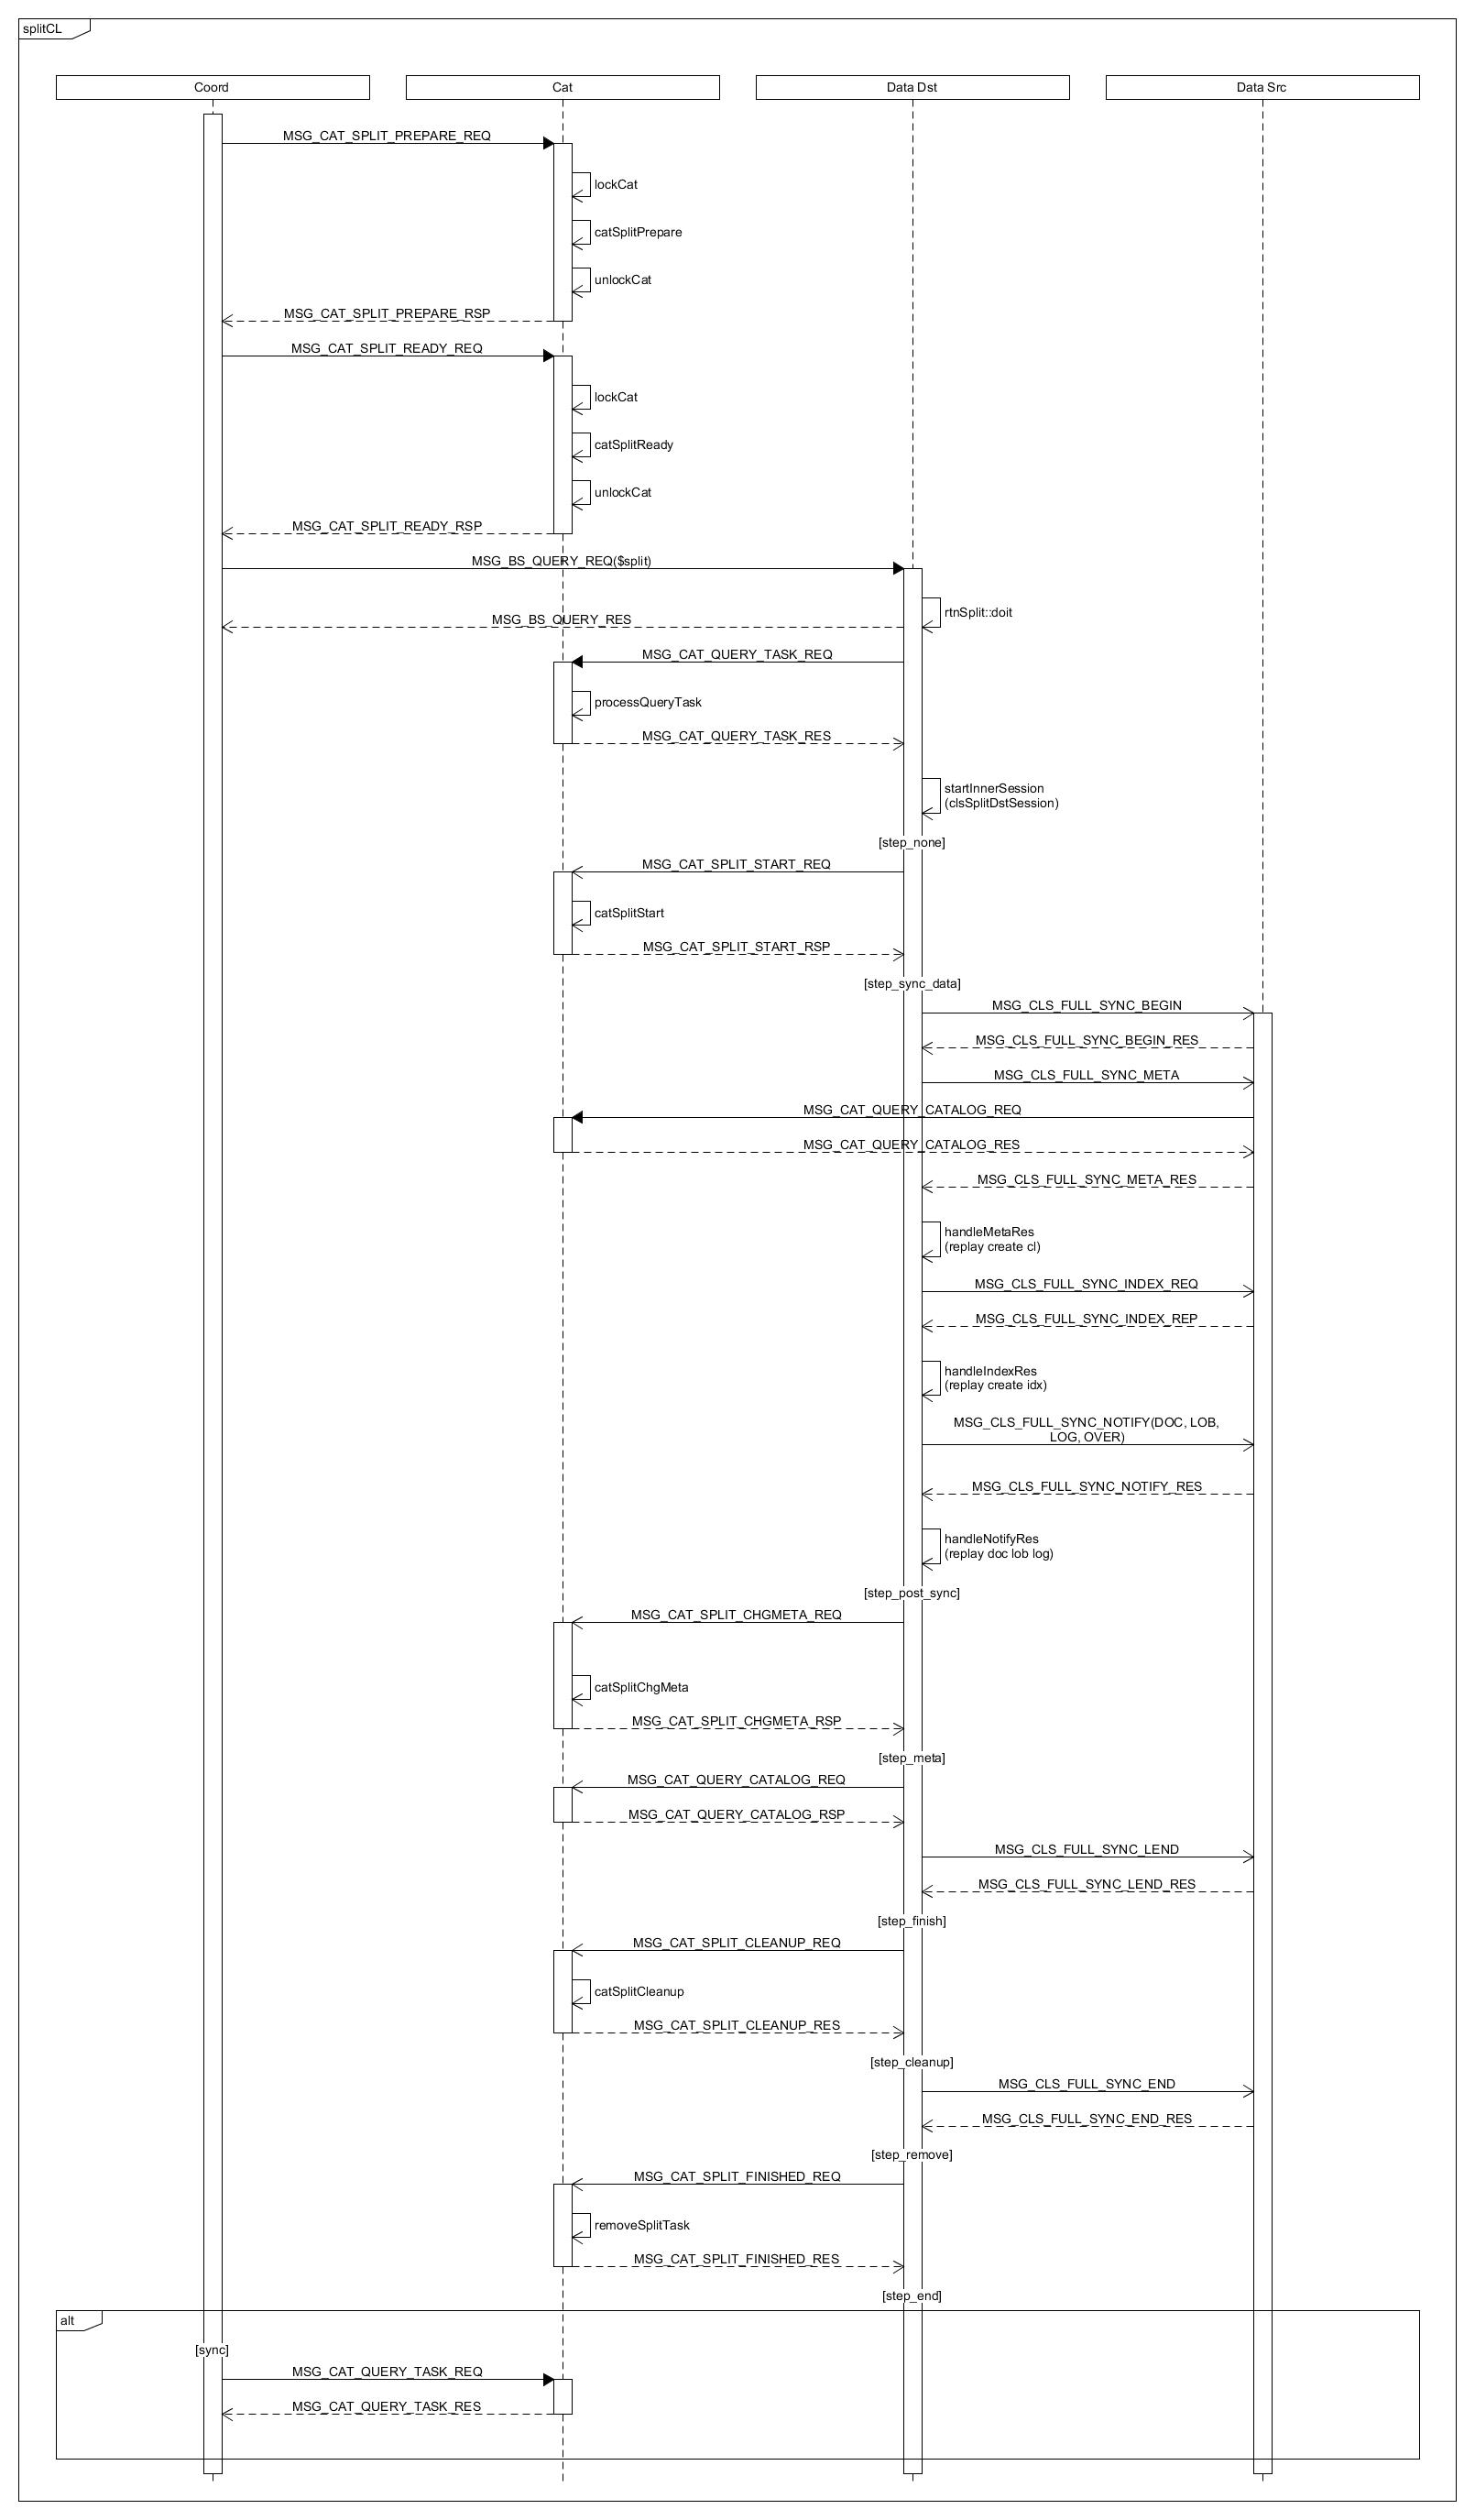 splitCL
Coord
Cat
Data Dst
Data Src
MSG_CAT_SPLIT_PREPARE_REQ
lockCat
catSplitPrepare
unlockCat
MSG_CAT_SPLIT_PREPARE_RSP
MSG_CAT_SPLIT_READY_REQ
lockCat
catSplitReady
unlockCat
MSG_CAT_SPLIT_READY_RSP
MSG_BS_QUERY_REQ($split)
rtnSplit::doit
MSG_BS_QUERY_RES
MSG_CAT_QUERY_TASK_REQ
processQueryTask
MSG_CAT_QUERY_TASK_RES
startInnerSession
(clsSplitDstSession)
[step_none]
MSG_CAT_SPLIT_START_REQ
catSplitStart
MSG_CAT_SPLIT_START_RSP
[step_sync_data]
MSG_CLS_FULL_SYNC_BEGIN
MSG_CLS_FULL_SYNC_BEGIN_RES
MSG_CLS_FULL_SYNC_META
MSG_CAT_QUERY_CATALOG_REQ
MSG_CAT_QUERY_CATALOG_RES
MSG_CLS_FULL_SYNC_META_RES
handleMetaRes
(replay create cl)
MSG_CLS_FULL_SYNC_INDEX_REQ
MSG_CLS_FULL_SYNC_INDEX_REP
handleIndexRes
(replay create idx)
MSG_CLS_FULL_SYNC_NOTIFY(DOC, LOB,
LOG, OVER)
MSG_CLS_FULL_SYNC_NOTIFY_RES
handleNotifyRes
(replay doc lob log)
[step_post_sync]
MSG_CAT_SPLIT_CHGMETA_REQ
catSplitChgMeta
MSG_CAT_SPLIT_CHGMETA_RSP
[step_meta]
MSG_CAT_QUERY_CATALOG_REQ
MSG_CAT_QUERY_CATALOG_RSP
MSG_CLS_FULL_SYNC_LEND
MSG_CLS_FULL_SYNC_LEND_RES
[step_finish]
MSG_CAT_SPLIT_CLEANUP_REQ
catSplitCleanup
MSG_CAT_SPLIT_CLEANUP_RES
[step_cleanup]
MSG_CLS_FULL_SYNC_END
MSG_CLS_FULL_SYNC_END_RES
[step_remove]
MSG_CAT_SPLIT_FINISHED_REQ
removeSplitTask
MSG_CAT_SPLIT_FINISHED_RES
[step_end]
alt
[sync]
MSG_CAT_QUERY_TASK_REQ
MSG_CAT_QUERY_TASK_RES